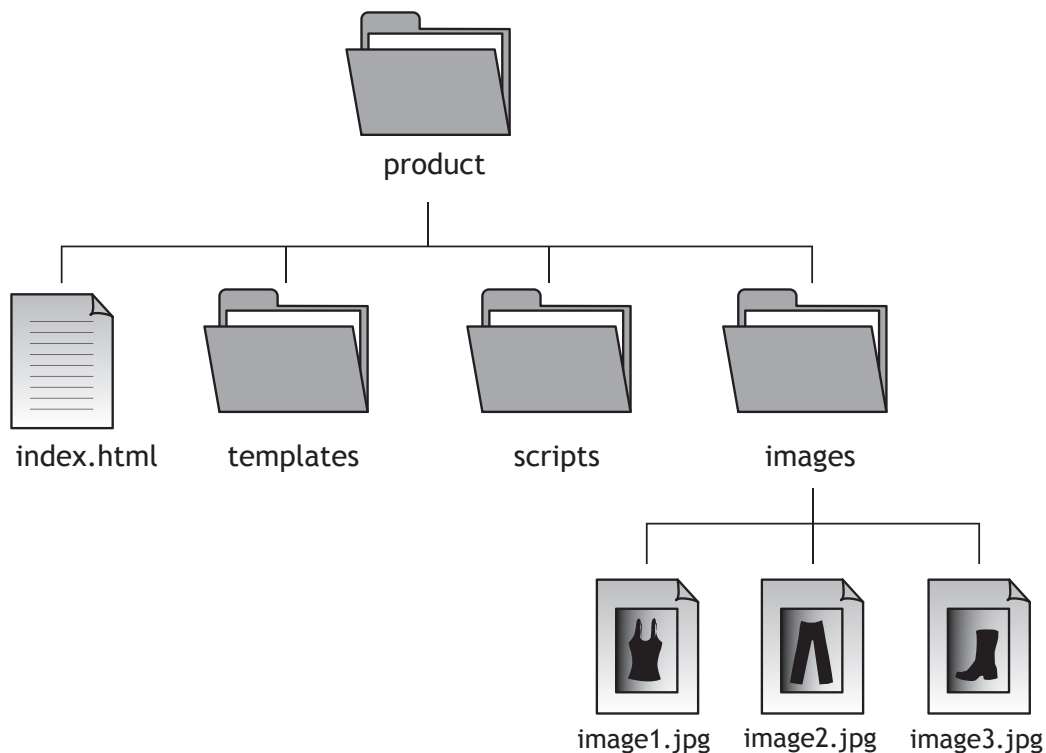 product
index.html
templates
scripts
images
image1.jpg
image2.jpg
image3.jpg